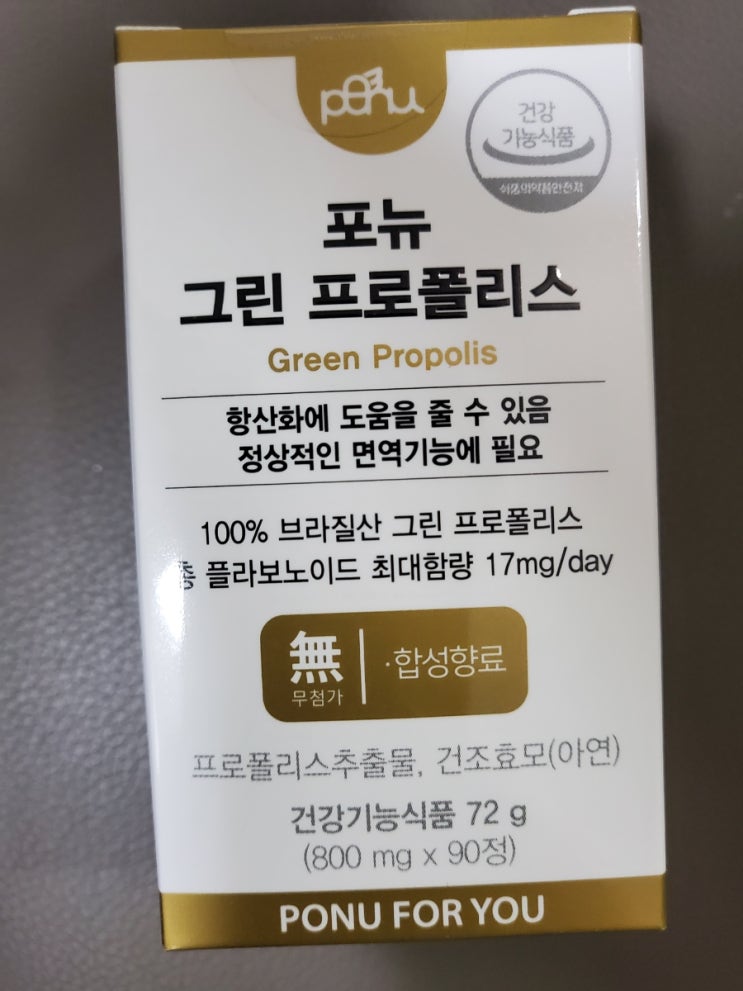 ponu
건강
기능식품
식품의약품안전처
포뉴
그린 프로폴리스
Green Propolis
항산화에 도움을 줄 수 있음
정상적인 면역기능에 필요
100% 브라질산 그린 프로폴리스
총 플라보노이드 최대함량 17mg/day
無
무첨가
·합성향료
프로폴리스추출물, 건조효모(아연)
건강기능식품 72 g
(800 mg x 90정)
PONU FOR YOU